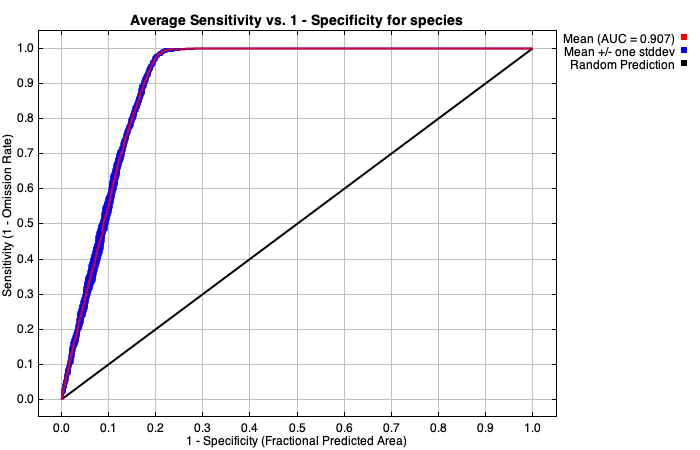 Average Sensitivity vs. 1 - Specificity for species
Mean (AUC = 0.907)
Mean +/- one stddev
Random Prediction
Sensitivity (1 - Omission Rate)
1.0
0.9
0.8
0.7
0.6
0.5
0.4
0.3
0.2
0.1
0.0
0.0 0.1 0.2 0.3 0.4 0.5 0.6 0.7 0.8 0.9 1.0
1 - Specificity (Fractional Predicted Area)